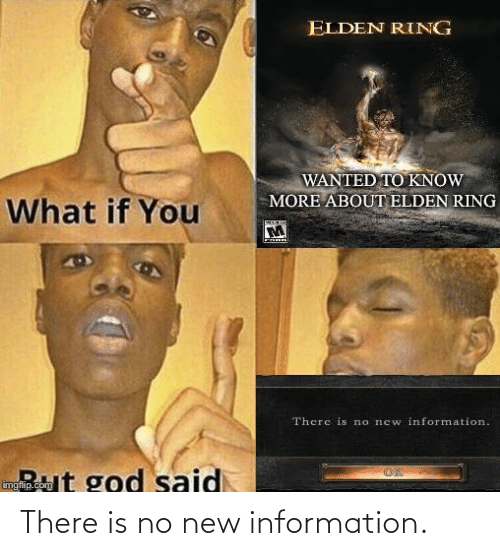 ELDEN RING
WANTED TO KNOW
MORE ABOUT ELDEN RING
What if You
M
There is no new information.
OK
But god said
imgflip.com
There is no new information.